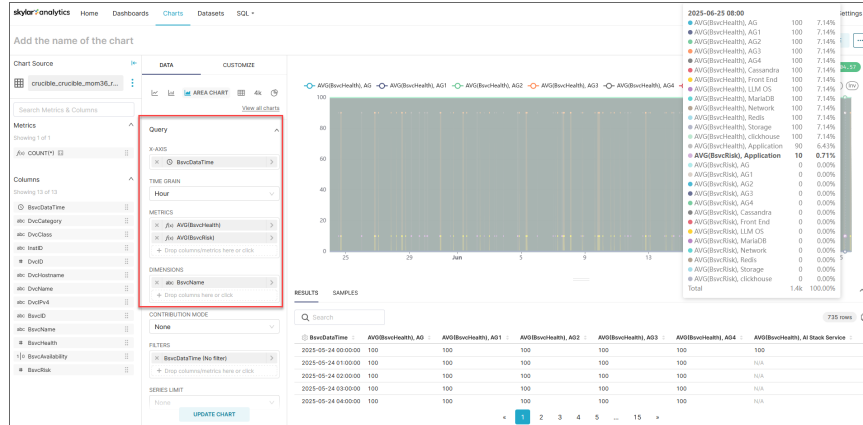 skylar analytics Home Dashboards Charts Datasets SQL
Settings
Add the name of the chart
Chart Source
crucible_crucible_mom36_r...
Search Metrics & Columns
Metrics
Showing 1 of 1
f(x) COUNT(*)
Columns
Showing 13 of 13
BsvcDataTime
abc DvcCategory
abc DvcClass
abc InstID
# DvcID
abc DvcHostname
abc DvcName
abc DvcIPv4
abc BsvcID
abc BsvcName
# BsvcHealth
BsvcAvailability
# BsvcRisk
DATA CUSTOMIZE
AREA CHART 4k
View all charts
Query
X-AXIS
× BsvcDataTime
TIME GRAIN
Hour
METRICS
× f(x) AVG(BsvcHealth)
× f(x) AVG(BsvcRisk)
+ Drop columns/metrics here or click
DIMENSIONS
× abc BsvcName
+ Drop columns here or click
CONTRIBUTION MODE
None
FILTERS
× BsvcDataTime (No filter)
+ Drop columns/metrics here or click
SERIES LIMIT
None
UPDATE CHART
AVG(BsvcHealth), AG AVG(BsvcHealth), AG1 AVG(BsvcHealth), AG2 AVG(BsvcHealth), AG3 AVG(BsvcHealth), AG4
Inv
100
80
60
40
20
0
25 29 Jun 5 9 13
2025-06-25 08:00
AVG(BsvcHealth), AG 100 7.14%
AVG(BsvcHealth), AG1 100 7.14%
AVG(BsvcHealth), AG2 100 7.14%
AVG(BsvcHealth), AG3 100 7.14%
AVG(BsvcHealth), AG4 100 7.14%
AVG(BsvcHealth), Cassandra 100 7.14%
AVG(BsvcHealth), Front End 100 7.14%
AVG(BsvcHealth), LLM OS 100 7.14%
AVG(BsvcHealth), MariaDB 100 7.14%
AVG(BsvcHealth), Network 100 7.14%
AVG(BsvcHealth), Redis 100 7.14%
AVG(BsvcHealth), Storage 100 7.14%
AVG(BsvcHealth), clickhouse 100 7.14%
AVG(BsvcHealth), Application 90 6.43%
AVG(BsvcRisk), Application 10 0.71%
AVG(BsvcRisk), AG 0 0.00%
AVG(BsvcRisk), AG1 0 0.00%
AVG(BsvcRisk), AG2 0 0.00%
AVG(BsvcRisk), AG3 0 0.00%
AVG(BsvcRisk), AG4 0 0.00%
AVG(BsvcRisk), Cassandra 0 0.00%
AVG(BsvcRisk), Front End 0 0.00%
AVG(BsvcRisk), LLM OS 0 0.00%
AVG(BsvcRisk), MariaDB 0 0.00%
AVG(BsvcRisk), Network 0 0.00%
AVG(BsvcRisk), Redis 0 0.00%
AVG(BsvcRisk), Storage 0 0.00%
AVG(BsvcRisk), clickhouse 0 0.00%
Total 1.4k 100.00%
RESULTS SAMPLES
Search
735 rows
BsvcDataTime AVG(BsvcHealth), AG AVG(BsvcHealth), AG1 AVG(BsvcHealth), AG2 AVG(BsvcHealth), AG3 AVG(BsvcHealth), AG4 AVG(BsvcHealth), AI Stack Service
2025-05-24 00:00:00 100 100 100 100 100 100
2025-05-24 01:00:00 100 100 100 100 100 N/A
2025-05-24 02:00:00 100 100 100 100 100 N/A
2025-05-24 03:00:00 100 100 100 100 100 N/A
2025-05-24 04:00:00 100 100 100 100 100 N/A
« 1 2 3 4 5 ... 15 »